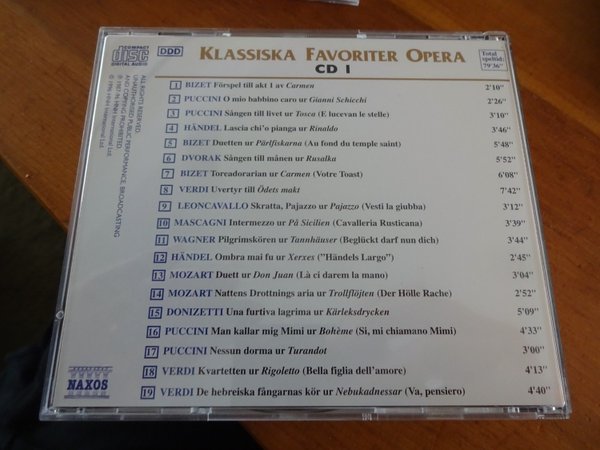 COMPACT
disc
DIGITAL AUDIO
DDD
KLASSISKA FAVORITER OPERA
CD 1
Total
speltid:
79'36"
1 BIZET Förspel till akt 1 av Carmen 2'10"
2 PUCCINI O mio babbino caro ur Gianni Schicchi 2'26"
3 PUCCINI Sången till livet ur Tosca (E lucevan le stelle) 3'10"
4 HÄNDEL Lascia chi'o pianga ur Rinaldo 3'46"
5 BIZET Duetten ur Pärlfiskarna (Au fond du temple saint) 5'48"
6 DVORAK Sången till månen ur Rusalka 5'52"
7 BIZET Toreadorarian ur Carmen (Votre Toast) 6'08"
8 VERDI Uvertyr till Ödets makt 7'42"
9 LEONCAVALLO Skratta, Pajazzo ur Pajazzo (Vesti la giubba) 3'12"
10 MASCAGNI Intermezzo ur På Sicilien (Cavalleria Rusticana) 3'39"
11 WAGNER Pilgrimskören ur Tannhäuser (Beglückt darf nun dich) 3'44"
12 HÄNDEL Ombra mai fu ur Xerxes ("Händels Largo") 2'45"
13 MOZART Duett ur Don Juan (Là ci darem la mano) 3'04"
14 MOZART Nattens Drottnings aria ur Trollflöjten (Der Hölle Rache) 2'52"
15 DONIZETTI Una furtiva lagrima ur Kärleksdrycken 5'09"
16 PUCCINI Man kallar mig Mimi ur Bohème (Si, mi chiamano Mimi) 4'33"
17 PUCCINI Nessun dorma ur Turandot 3'00"
18 VERDI Kvartetten ur Rigoletto (Bella figlia dell'amore) 4'13"
19 VERDI De hebreiska fångarnas kör ur Nebukadnessar (Va, pensiero) 4'40"
ALL RIGHTS RESERVED.
UNAUTHORISED PUBLIC PERFORMANCE, BROADCASTING
AND COPYING PROHIBITED.
HNH International Ltd.
HNH International Ltd.
NAXOS